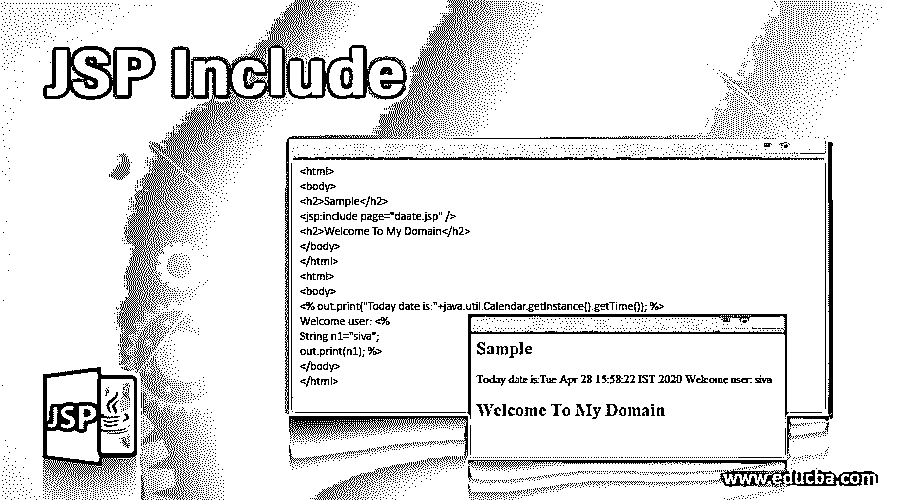 JSP Include
<html>
<body>
<h2>Sample</h2>
<jsp:include page="daate.jsp" />
<h2>Welcome To My Domain</h2>
</body>
</html>
<html>
<body>
<% out.print("Today date is:"+java.util.Calendar.getInstance().getTime()); %>
Welcome user: <%
String n1="siva";
out.print(n1); %>
</body>
</html>
Sample
Today date is:Tue Apr 28 15:58:22 IST 2020 Welcome user: siva
Welcome To My Domain
JSP
www.educba.com